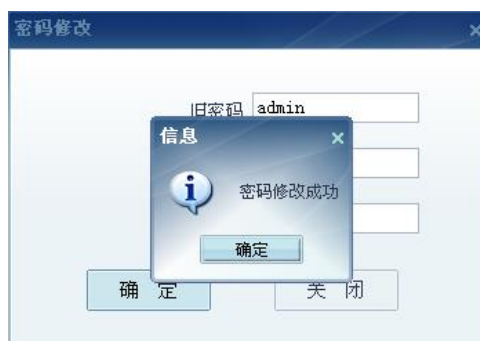 密码修改
旧密码 admin
信息
密码修改成功
确定
确 定
关 闭